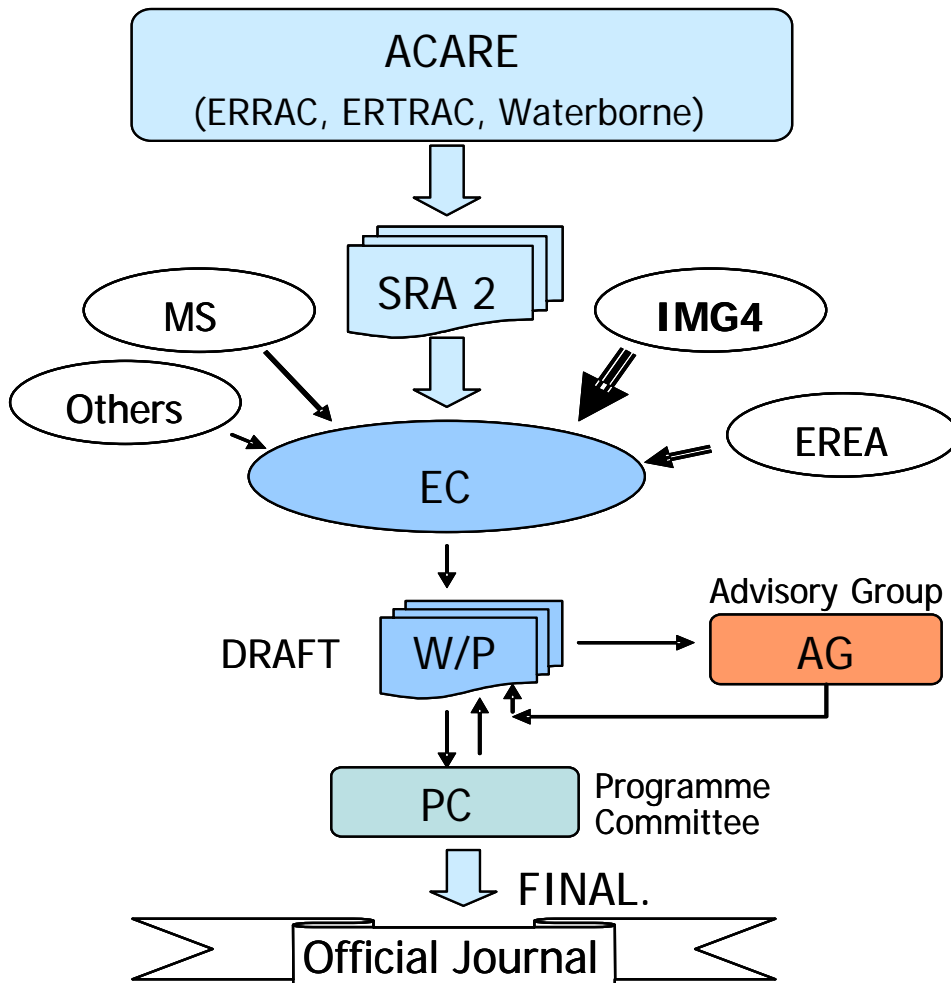 ACARE
(ERRAC, ERTRAC, Waterborne)
SRA 2
MS
IMG4
Others
EREA
EC
Advisory Group
DRAFT
W/P
AG
PC
Programme
Committee
FINAL.
Official Journal